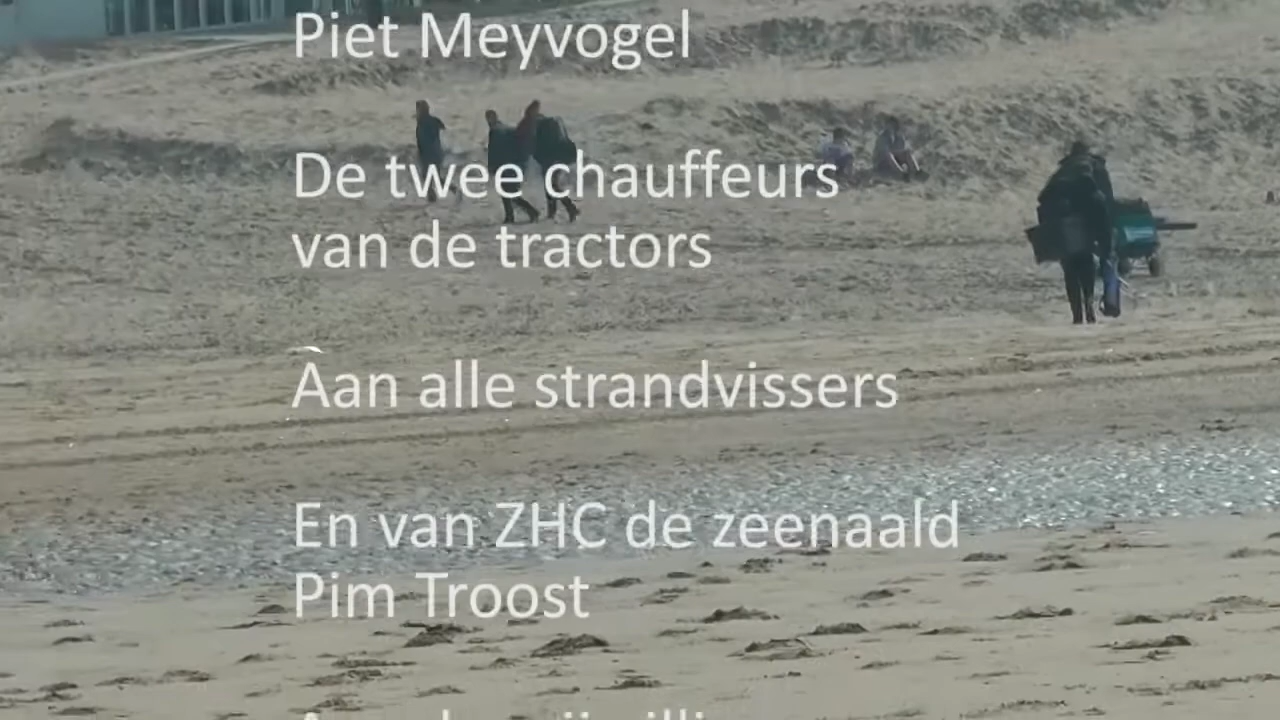 Piet Meyvogel
De twee chauffeurs
van de tractors
Aan alle strandvissers
En van ZHC de zeenaald
Pim Troost